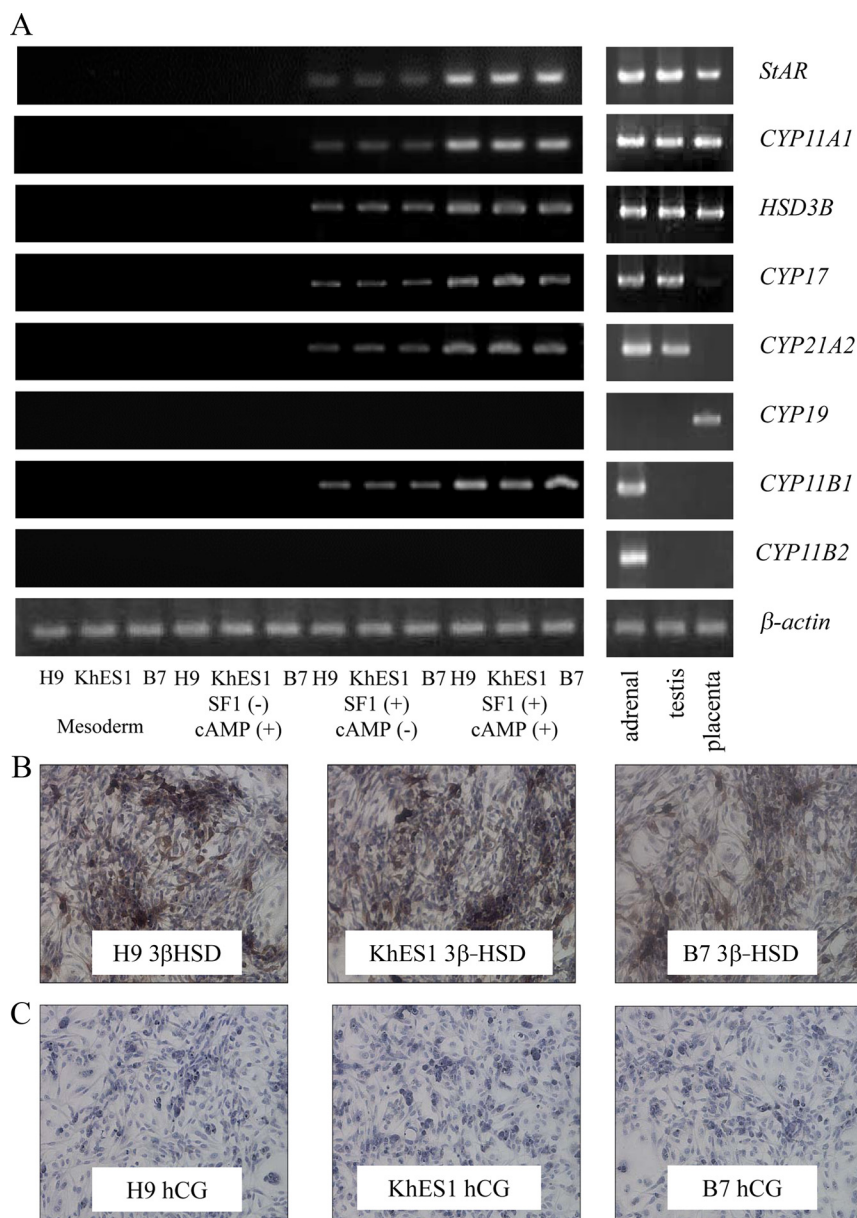 A
StAR
CYP11A1
HSD3B
CYP17
CYP21A2
CYP19
CYP11B1
CYP11B2
β-actin
H9 KhES1 B7 H9 KhES1 B7 H9 KhES1 B7 H9 KhES1 B7
SF1 (-) SF1 (+) SF1 (+)
Mesoderm cAMP (+) cAMP (-) cAMP (+)
adrenal
testis
placenta
B
H9 3βHSD
KhES1 3β-HSD
B7 3β-HSD
C
H9 hCG
KhES1 hCG
B7 hCG